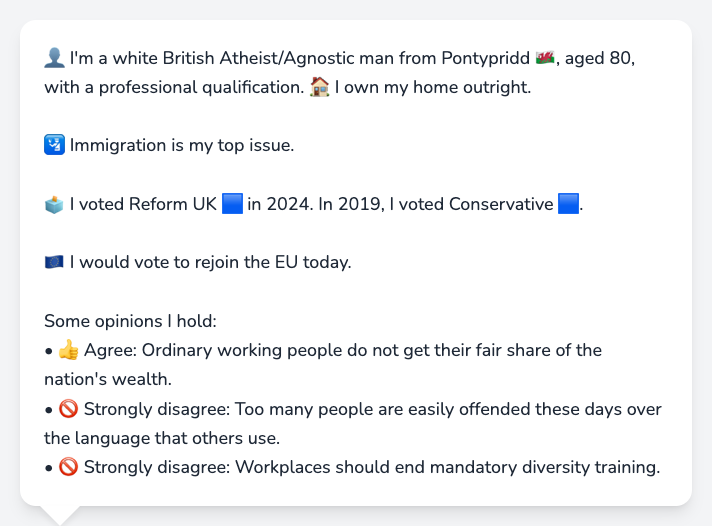 👤 I'm a white British Atheist/Agnostic man from Pontypridd 🏴󠁧󠁢󠁷󠁬󠁳󠁿, aged 80,
with a professional qualification. 🏠 I own my home outright.
🛂 Immigration is my top issue.
🗳️ I voted Reform UK 🟦 in 2024. In 2019, I voted Conservative 🟦.
🇪🇺 I would vote to rejoin the EU today.
Some opinions I hold:
• 👍 Agree: Ordinary working people do not get their fair share of the
nation's wealth.
• 🚫 Strongly disagree: Too many people are easily offended these days over
the language that others use.
• 🚫 Strongly disagree: Workplaces should end mandatory diversity training.